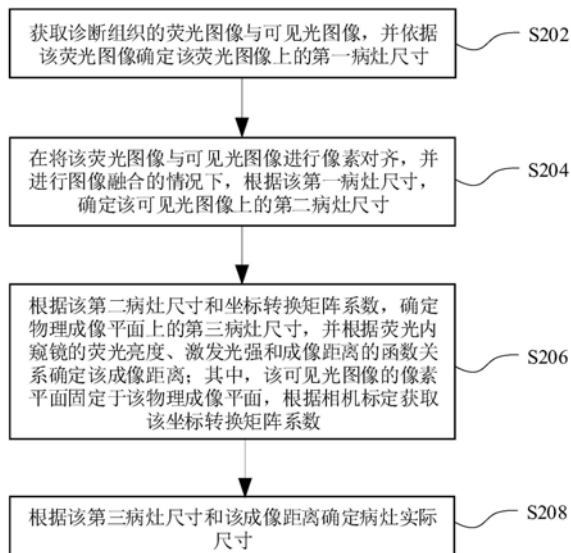 获取诊断组织的荧光图像与可见光图像，并依据
该荧光图像确定该荧光图像上的第一病灶尺寸
S202
在将该荧光图像与可见光图像进行像素对齐，并
进行图像融合的情况下，根据该第一病灶尺寸，
确定该可见光图像上的第二病灶尺寸
S204
根据该第二病灶尺寸和坐标转换矩阵系数，确定
物理成像平面上的第三病灶尺寸，并根据荧光内
窥镜的荧光亮度、激发光强和成像距离的函数关
系确定该成像距离；其中，该可见光图像的像素
平面固定于该物理成像平面，根据相机标定获取
该坐标转换矩阵系数
S206
根据该第三病灶尺寸和该成像距离确定病灶实际
尺寸
S208